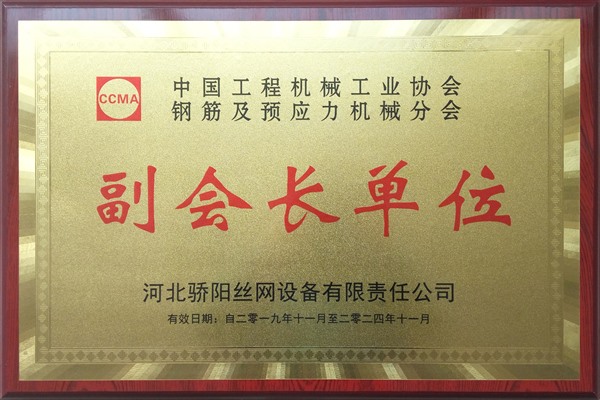 CCMA
中国工程机械工业协会
钢筋及预应力机械分会
副会长单位
河北骄阳丝网设备有限责任公司
有效日期：自二零一九年十一月至二零二四年十一月